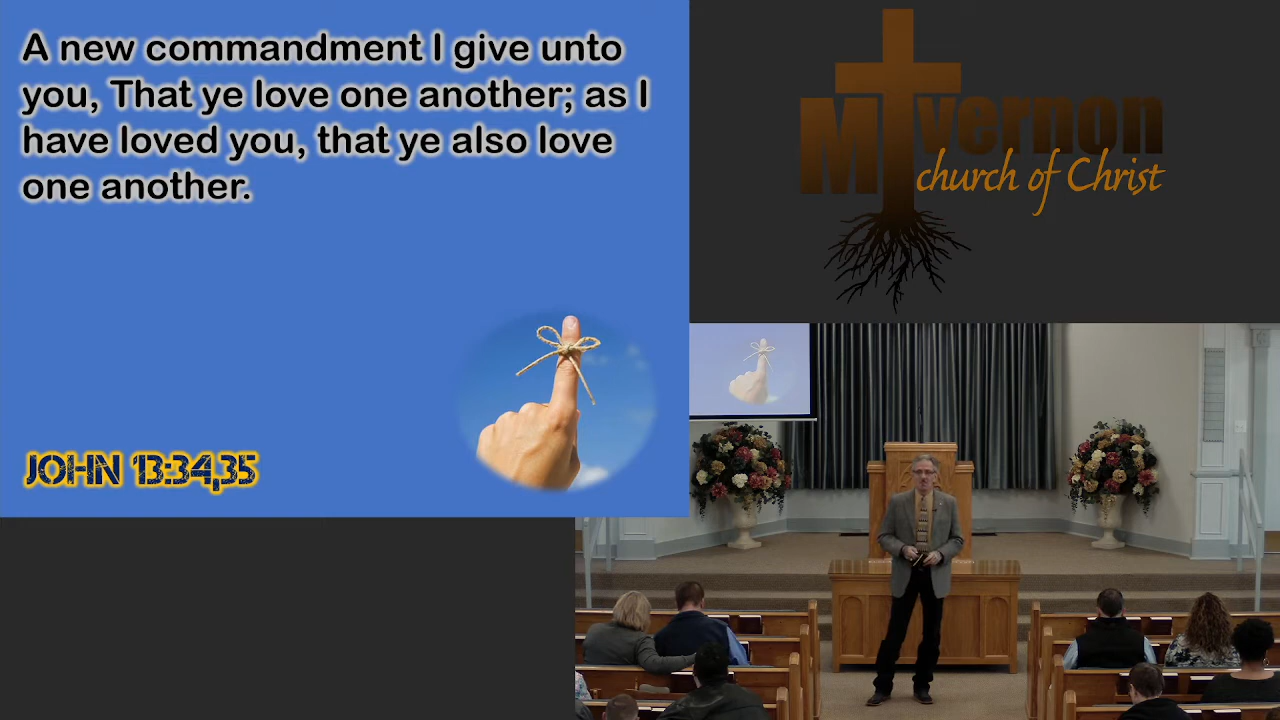 A new commandment I give unto
you, That ye love one another; as I
have loved you, that ye also love
one another.
JOHN 13:34,35
Mt vernon
church of Christ